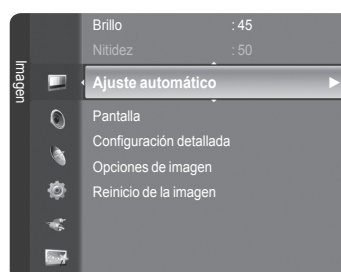 Imagen
Brillo : 45
Nitidez : 50
Ajuste automático
Pantalla
Configuración detallada
Opciones de imagen
Reinicio de la imagen